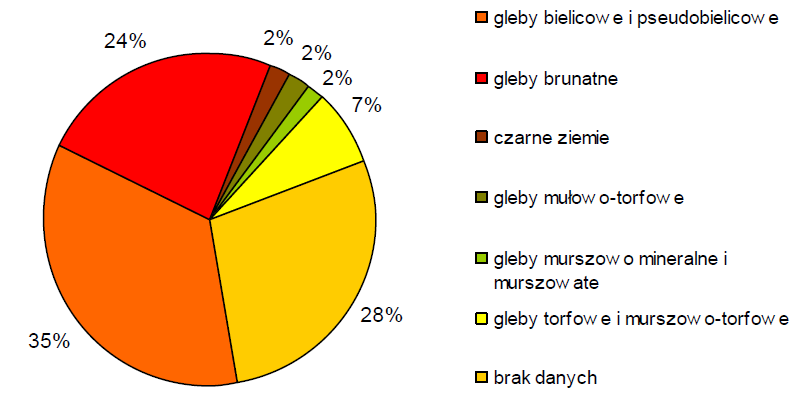 24%
2%
2%
2%
7%
28%
35%
gleby bielicowe i pseudobielicowe
gleby brunatne
czarne ziemie
gleby mułowo-torfowe
gleby murszowo mineralne i
murszowate
gleby torfowe i murszowo-torfowe
brak danych